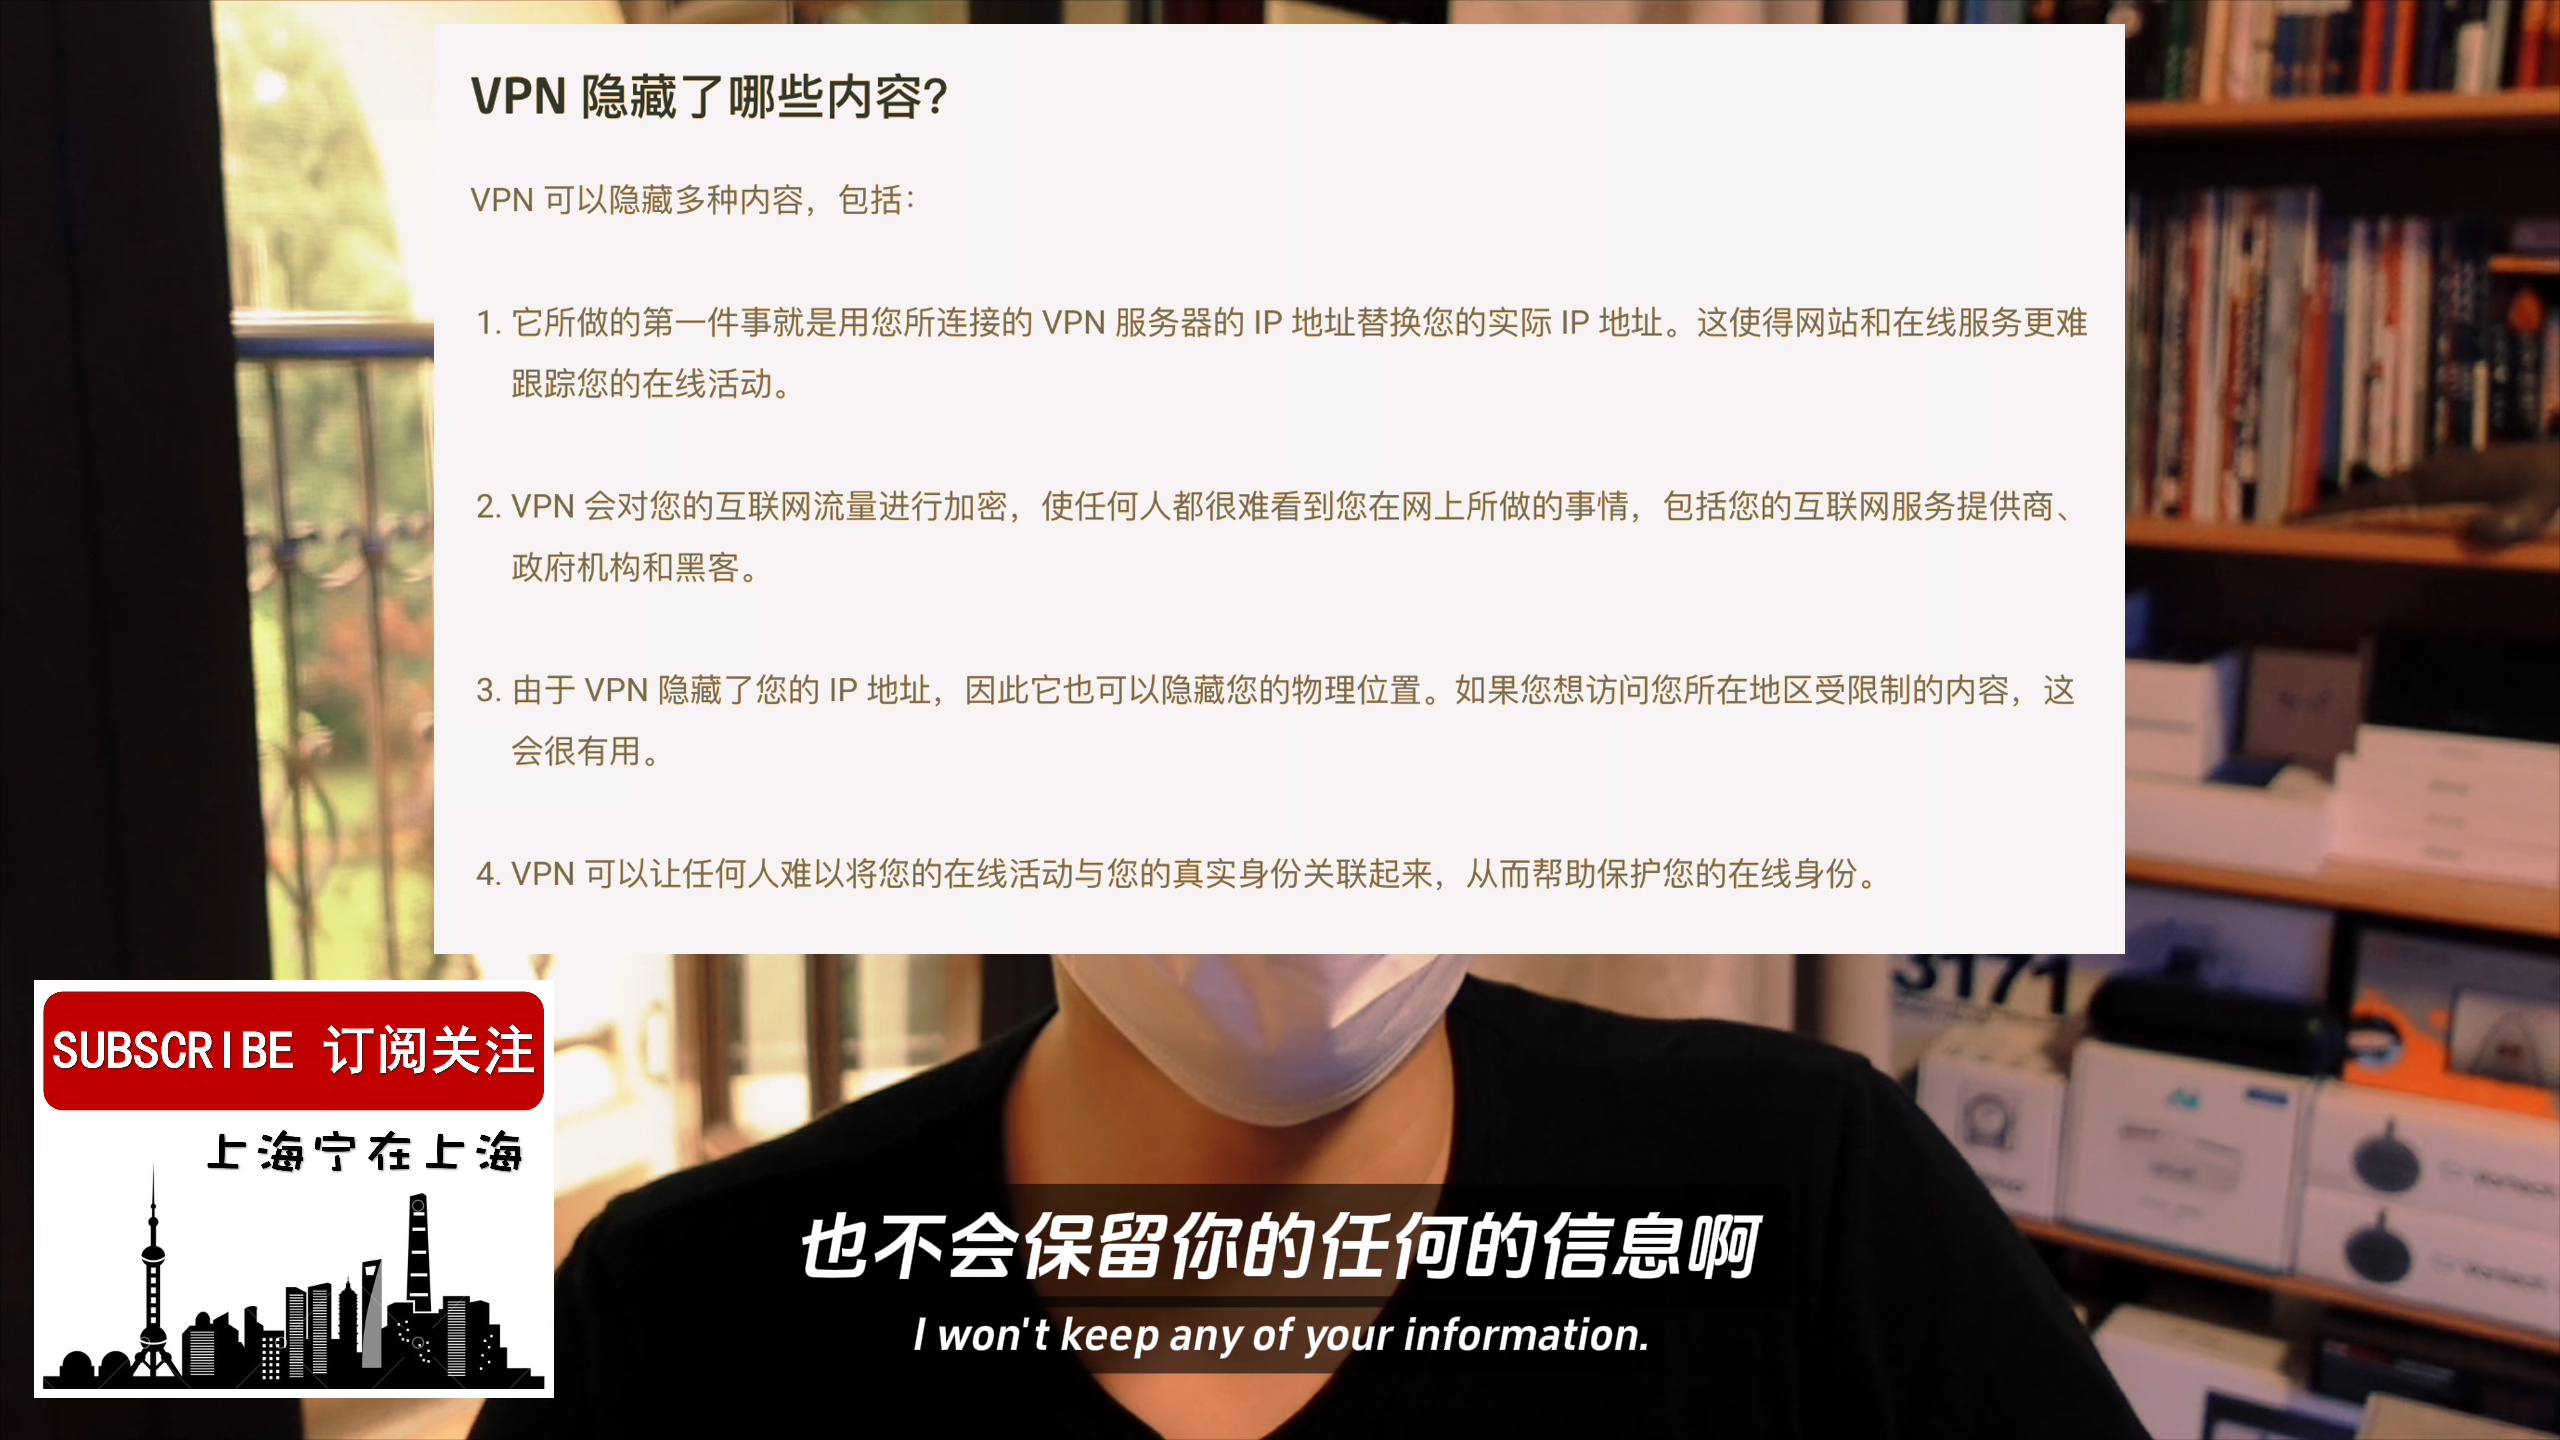 VPN 隐藏了哪些内容?
VPN 可以隐藏多种内容，包括：
1. 它所做的第一件事就是用您所连接的 VPN 服务器的 IP 地址替换您的实际 IP 地址。这使得网站和在线服务更难
跟踪您的在线活动。
2. VPN 会对您的互联网流量进行加密，使任何人都很难看到您在网上所做的事情，包括您的互联网服务提供商、
政府机构和黑客。
3. 由于 VPN 隐藏了您的 IP 地址，因此它也可以隐藏您的物理位置。如果您想访问您所在地区受限制的内容，这
会很有用。
4. VPN 可以让任何人难以将您的在线活动与您的真实身份关联起来，从而帮助保护您的在线身份。
3171
SUBSCRIBE 订阅关注
上海宁在上海
也不会保留你的任何的信息啊
I won't keep any of your information.